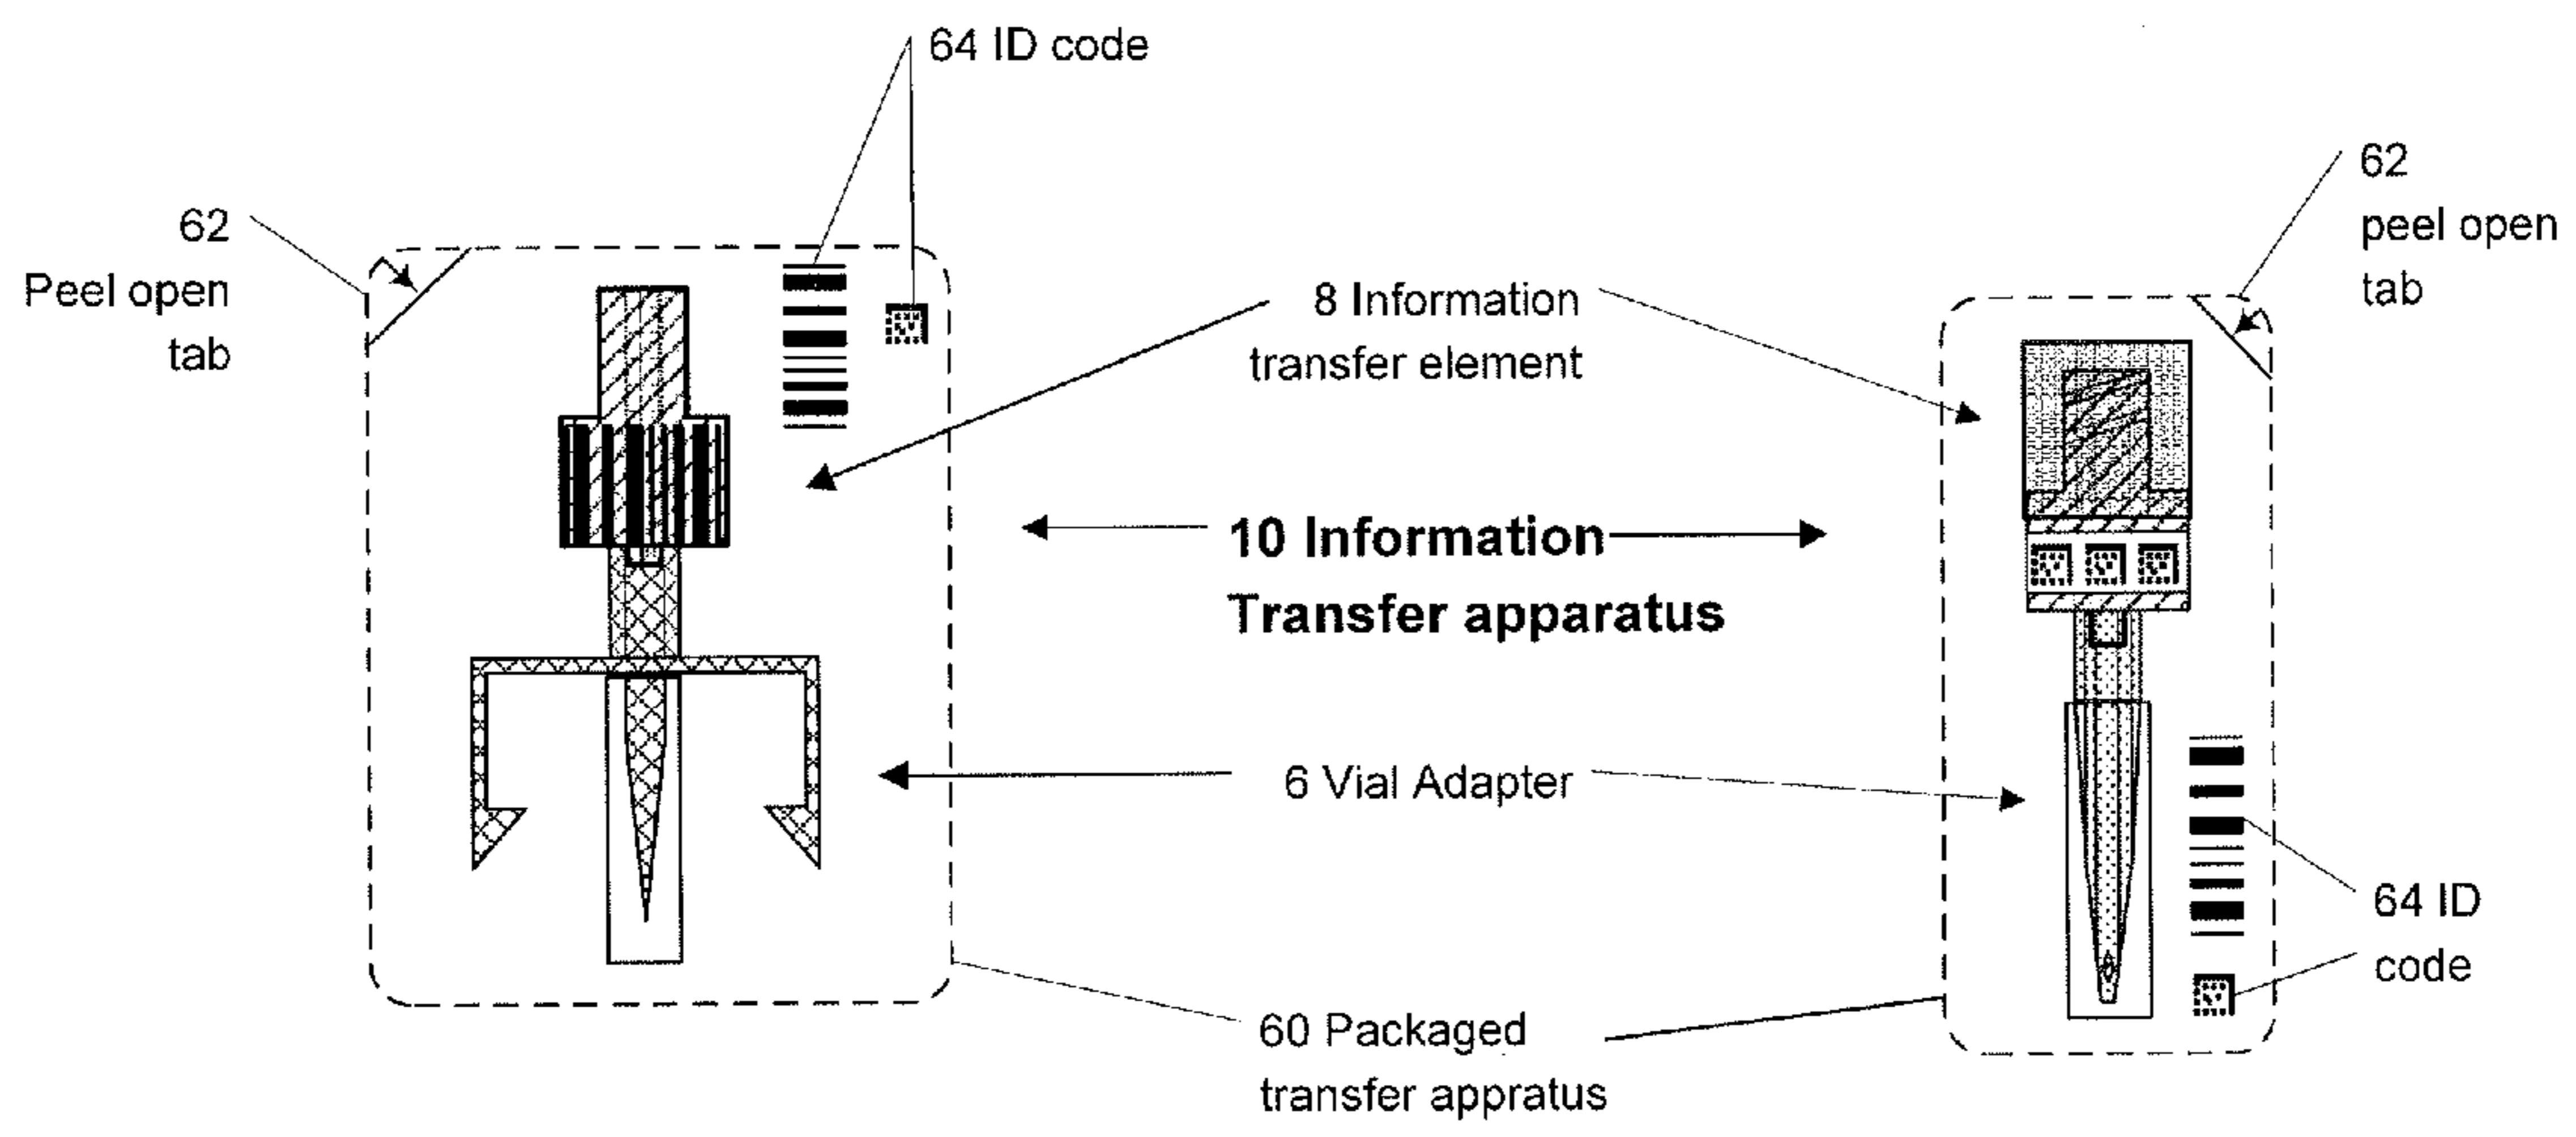 64 ID code
62
Peel open
tab
8 Information
transfer element
62
peel open
tab
10 Information
Transfer apparatus
6 Vial Adapter
64 ID
code
60 Packaged
transfer appratus